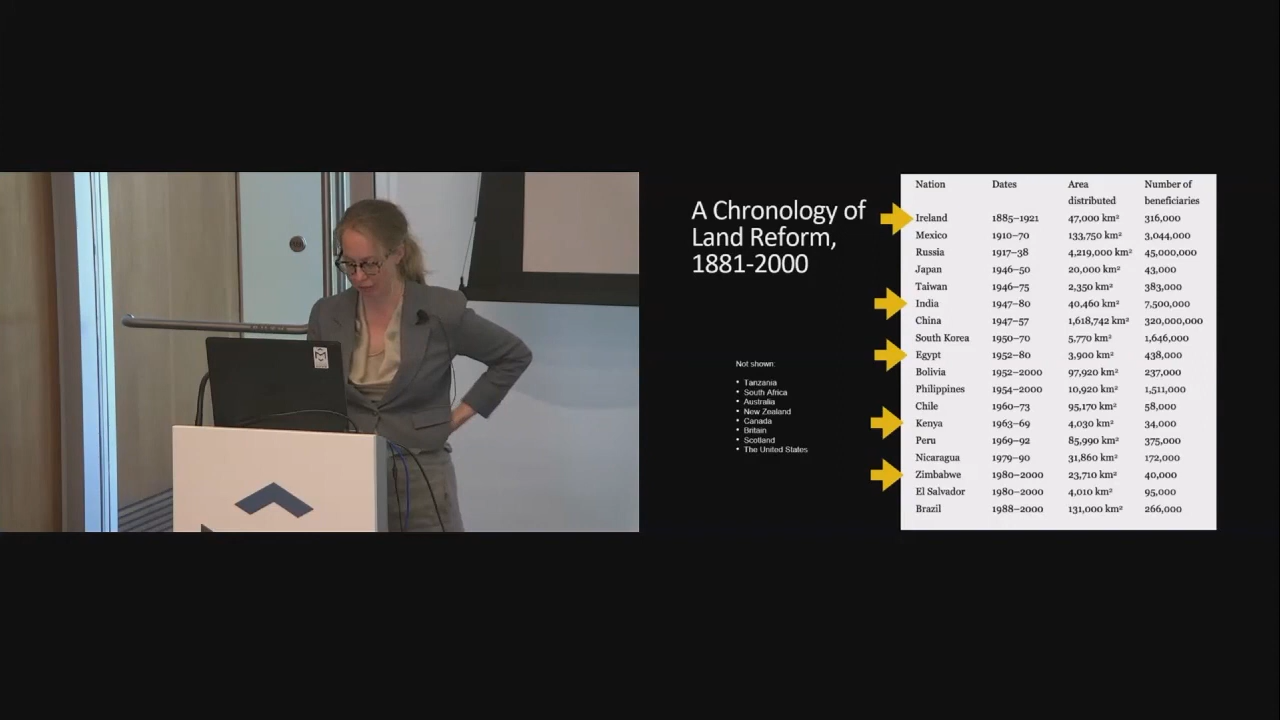 A Chronology of
Land Reform,
1881-2000
Not shown:
• Tanzania
• South Africa
• Australia
• New Zealand
• Canada
• Britain
• Scotland
• The United States
Nation Dates Area distributed Number of beneficiaries
Ireland 1885–1921 47,000 km² 316,000
Mexico 1910–70 133,750 km² 3,044,000
Russia 1917–38 4,219,000 km² 45,000,000
Japan 1946–50 20,000 km² 43,000
Taiwan 1946–75 2,350 km² 383,000
India 1947–80 40,460 km² 7,500,000
China 1947–57 1,618,742 km² 320,000,000
South Korea 1950–70 5,770 km² 1,646,000
Egypt 1952–80 3,900 km² 438,000
Bolivia 1952–2000 97,920 km² 237,000
Philippines 1954–2000 10,920 km² 1,511,000
Chile 1960–73 95,170 km² 58,000
Kenya 1963–69 4,030 km² 34,000
Peru 1969–92 85,990 km² 375,000
Nicaragua 1979–90 31,860 km² 172,000
Zimbabwe 1980–2000 23,710 km² 40,000
El Salvador 1980–2000 4,010 km² 95,000
Brazil 1988–2000 131,000 km² 266,000